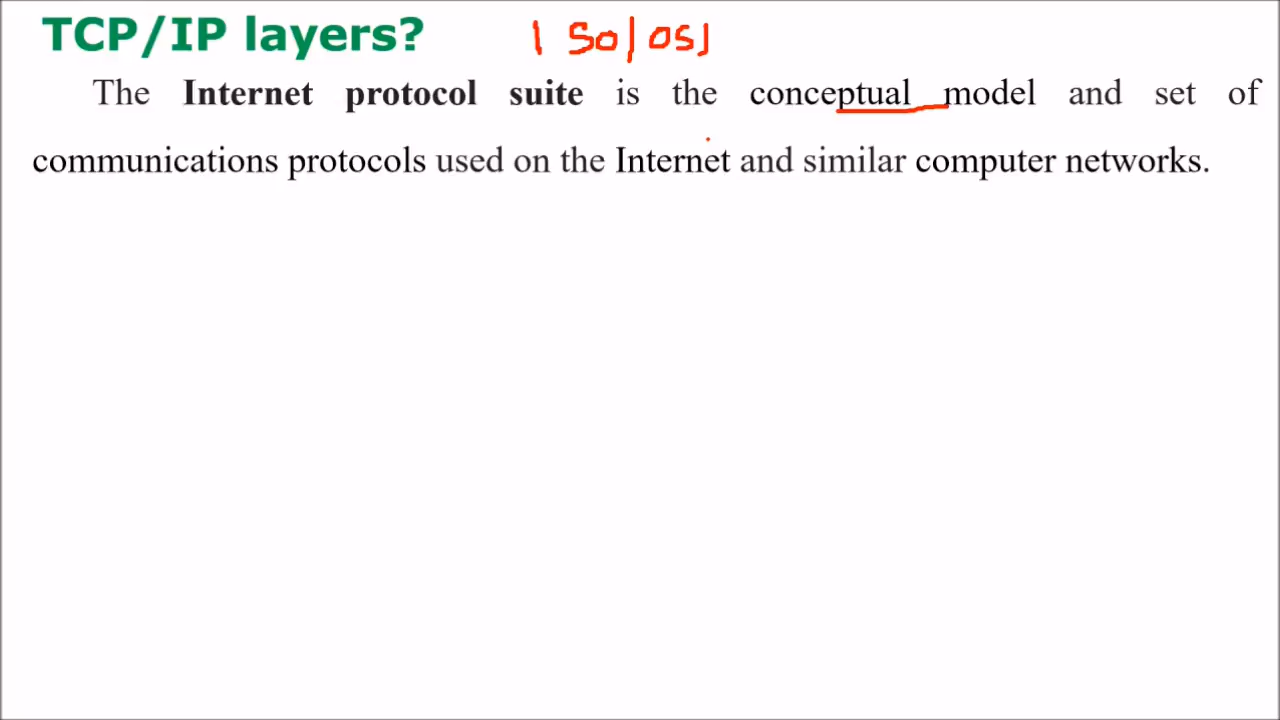 TCP/IP layers? ISO/OSI
The Internet protocol suite is the conceptual model and set of
communications protocols used on the Internet and similar computer networks.